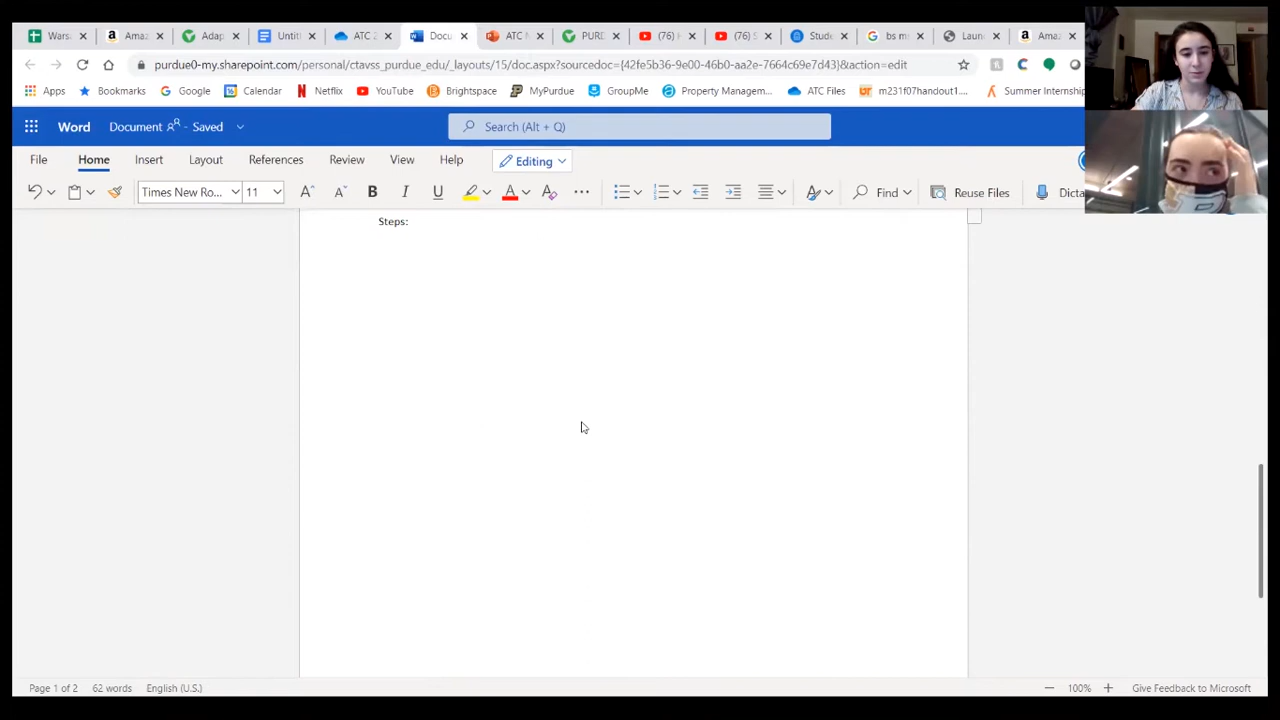 Wars
Amaz
Adap
Untit
ATC 2
Docu
ATC f
PURD
(76) H
(76) S
Stude
bs m
Laun
Amaz
purdue0-my.sharepoint.com/personal/ctavss_purdue_edu/_layouts/15/doc.aspx?sourcedoc={42fe5b36-9e00-46b0-aa2e-7664c69e7d43}&action=edit
Apps Bookmarks Google Calendar Netflix YouTube Brightspace MyPurdue GroupMe Property Managem... ATC Files m231f07handout1.... Summer Internship
Word Document - Saved Search (Alt + Q)
File Home Insert Layout References Review View Help Editing
Times New Ro... 11 B I U A Find Reuse Files Dicta
Steps:
Page 1 of 2 62 words English (U.S.) 100% Give Feedback to Microsoft